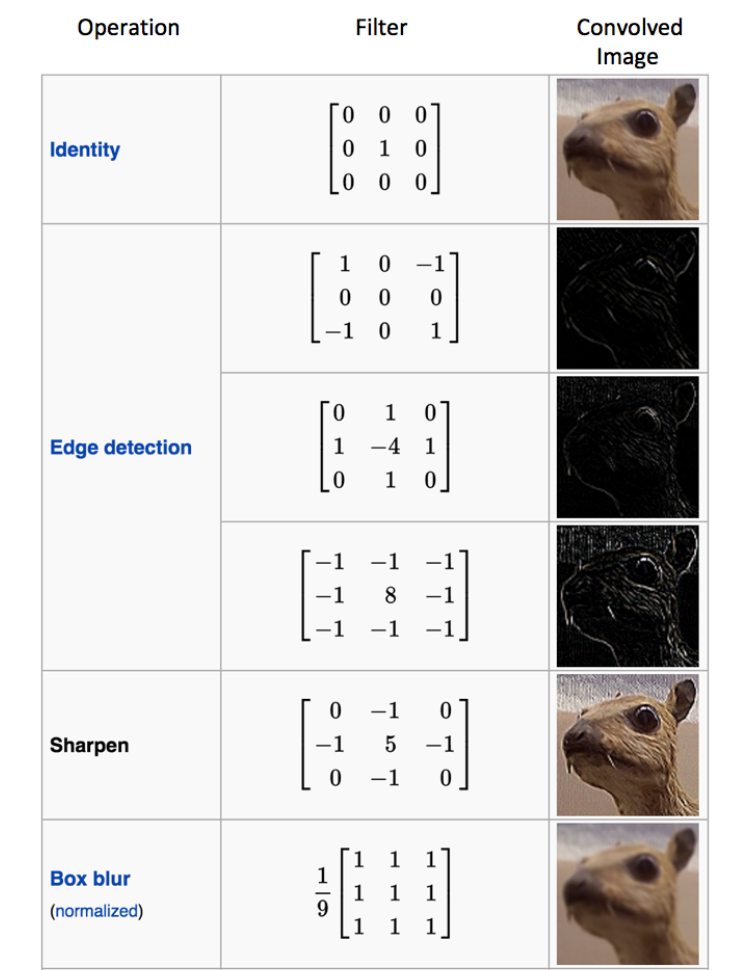 Operation Filter Convolved
Image
Identity
0 0 0
0 1 0
0 0 0
1 0 −1
0 0 0
−1 0 1
Edge detection
0 1 0
1 −4 1
0 1 0
−1 −1 −1
−1 8 −1
−1 −1 −1
Sharpen
0 −1 0
−1 5 −1
0 −1 0
Box blur
(normalized)
1
9
1 1 1
1 1 1
1 1 1